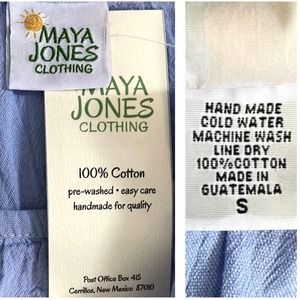 MAYA
JONES
CLOTHING
MAYA
JONES
CLOTHING
100% Cotton
pre-washed • easy care
handmade for quality
Post Office Box 415
Cerrillos, New Mexico 87010
HAND MADE
COLD WATER
MACHINE WASH
LINE DRY
100%COTTON
MADE IN
GUATEMALA
S